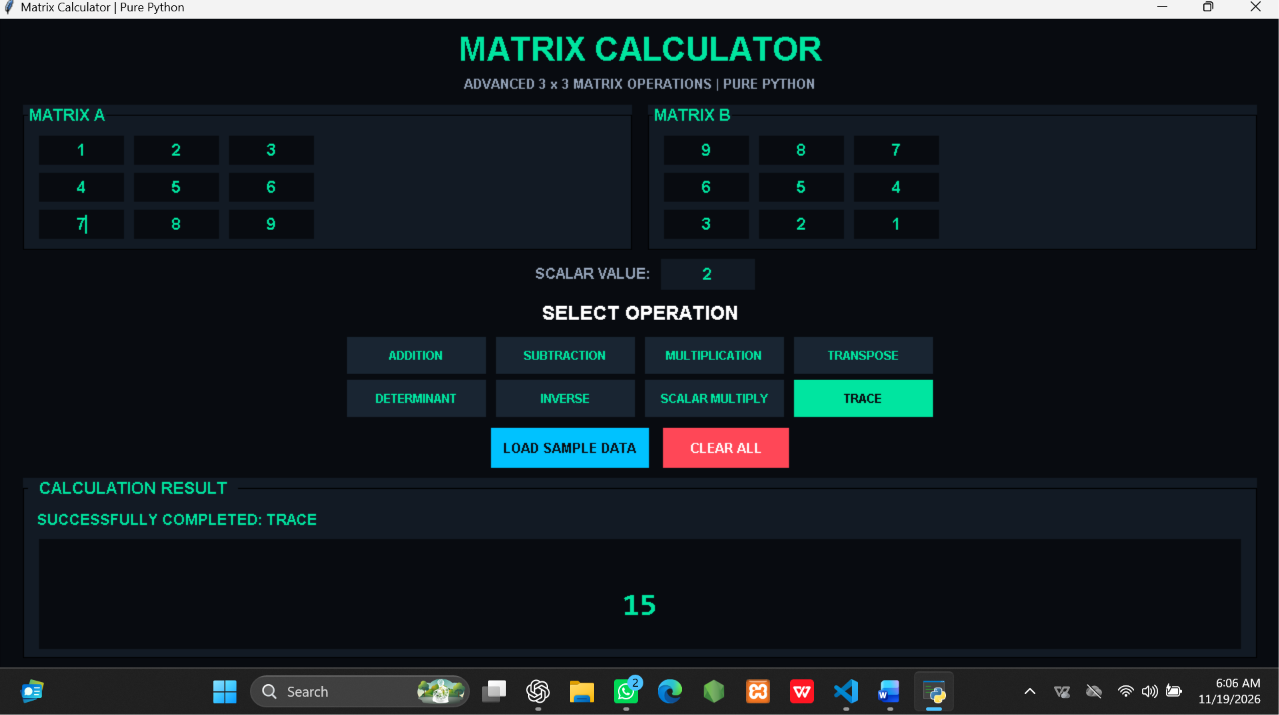 Matrix Calculator | Pure Python
MATRIX CALCULATOR
ADVANCED 3 x 3 MATRIX OPERATIONS | PURE PYTHON
MATRIX A
1 2 3
4 5 6
7 8 9
MATRIX B
9 8 7
6 5 4
3 2 1
SCALAR VALUE: 2
SELECT OPERATION
ADDITION SUBTRACTION MULTIPLICATION TRANSPOSE
DETERMINANT INVERSE SCALAR MULTIPLY TRACE
LOAD SAMPLE DATA CLEAR ALL
CALCULATION RESULT
SUCCESSFULLY COMPLETED: TRACE
15
Search
2
6:06 AM
11/19/2026